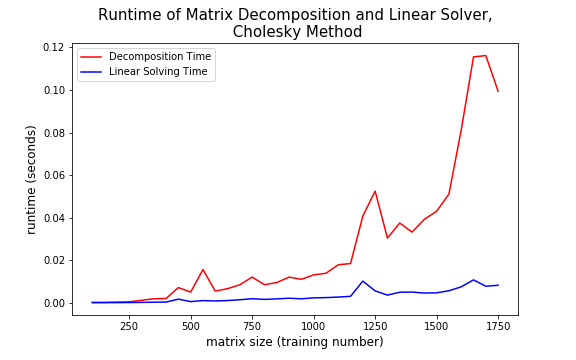 Runtime of Matrix Decomposition and Linear Solver,
Cholesky Method
Decomposition Time
Linear Solving Time
runtime (seconds)
0.12
0.10
0.08
0.06
0.04
0.02
0.00
250 500 750 1000 1250 1500 1750
matrix size (training number)